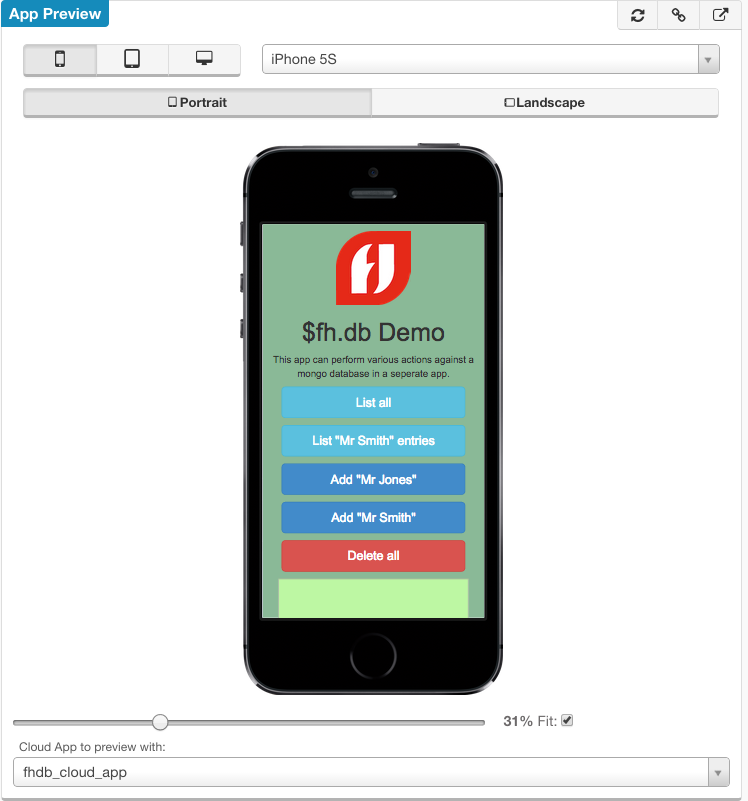 App Preview
iPhone 5S
Portrait
Landscape
$fh.db Demo
This app can perform various actions against a
mongo database in a seperate app.
List all
List "Mr Smith" entries
Add "Mr Jones"
Add "Mr Smith"
Delete all
31% Fit:
Cloud App to preview with:
fhdb_cloud_app